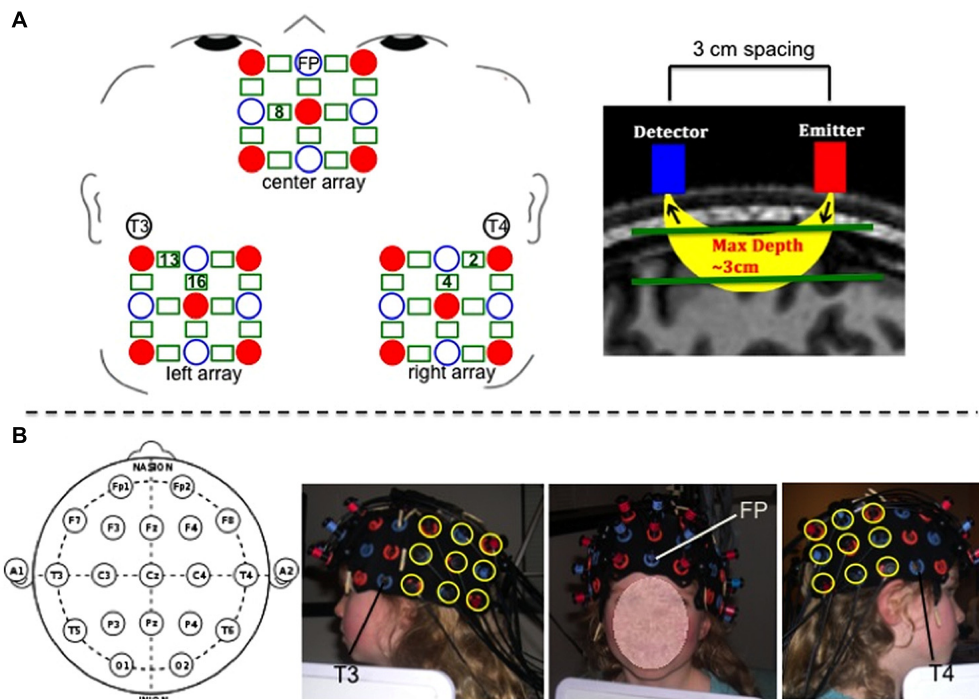 A
FP
8
center array
T3
T4
13
16
2
4
left array
right array
3 cm spacing
Detector
Emitter
Max Depth
~3cm
B
NASION
Fp1
Fp2
F7
F3
Fz
F4
F8
A1
T3
C3
Cz
C4
T4
A2
T5
P3
Pz
P4
T6
O1
O2
T3
FP
T4